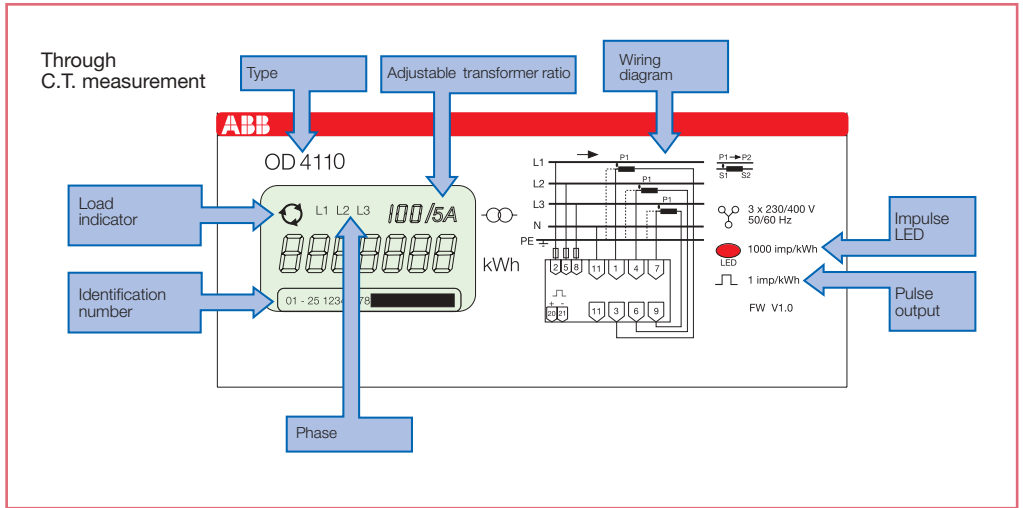 Through
C.T. measurement
Type
Adjustable transformer ratio
Wiring
diagram
ABB
OD 4110
Load
indicator
L1 L2 L3 100/5A
8888888
kWh
Identification
number
01 - 25 1234 78
Phase
L1
L2
L3
N
PE
P1
P1
P1
2 5 8 11 1 4 7
+ -
20 21 11 3 6 9
P1 → P2
S1 S2
3 x 230/400 V
50/60 Hz
LED
1000 imp/kWh
1 imp/kWh
FW V1.0
Impulse
LED
Pulse
output